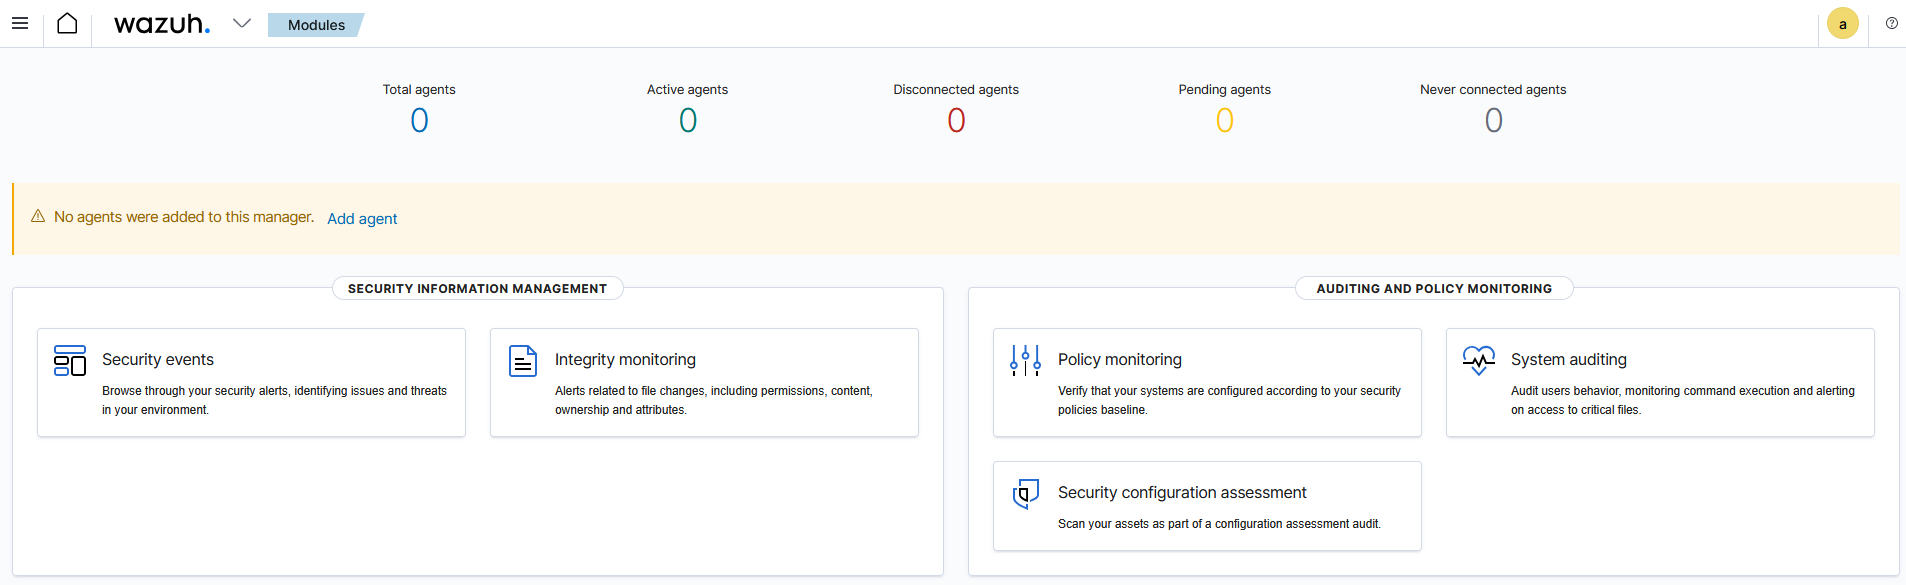 wazuh.
Modules
a
Total agents
0
Active agents
0
Disconnected agents
0
Pending agents
0
Never connected agents
0
No agents were added to this manager. Add agent
SECURITY INFORMATION MANAGEMENT
Security events
Browse through your security alerts, identifying issues and threats
in your environment.
Integrity monitoring
Alerts related to file changes, including permissions, content,
ownership and attributes.
AUDITING AND POLICY MONITORING
Policy monitoring
Verify that your systems are configured according to your security
policies baseline.
System auditing
Audit users behavior, monitoring command execution and alerting
on access to critical files.
Security configuration assessment
Scan your assets as part of a configuration assessment audit.